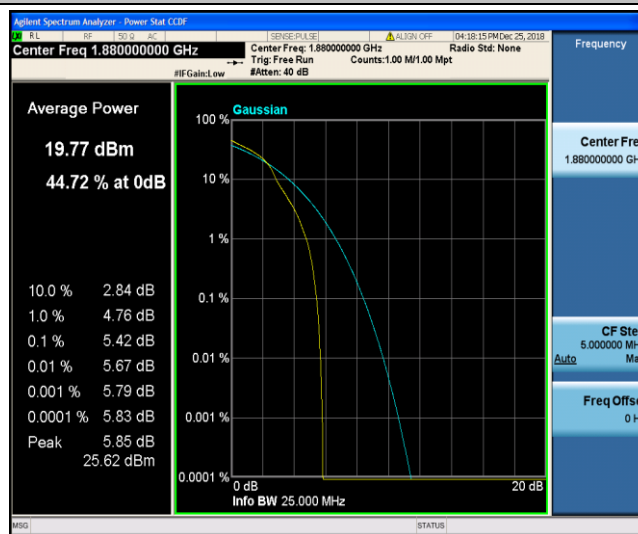 Agilent Spectrum Analyzer - Power Stat CCDF
RL RF 50 Ω AC SENSE:PULSE ALIGN OFF 04:18:15 PM Dec 25, 2018
Center Freq 1.880000000 GHz
Center Freq: 1.880000000 GHz Radio Std: None
Trig: Free Run Counts:1.00 M/1.00 Mpt
#IFGain:Low #Atten: 40 dB
Frequency
Average Power
19.77 dBm
44.72 % at 0dB
10.0 % 2.84 dB
1.0 % 4.76 dB
0.1 % 5.42 dB
0.01 % 5.67 dB
0.001 % 5.79 dB
0.0001 % 5.83 dB
Peak 5.85 dB
25.62 dBm
Gaussian
100 %
10 %
1 %
0.1 %
0.01 %
0.001 %
0.0001 %
0 dB 20 dB
Info BW 25.000 MHz
Center Fre
1.880000000 GH
CF Ste
5.000000 MH
Auto Ma
Freq Offse
0 H
MSG STATUS